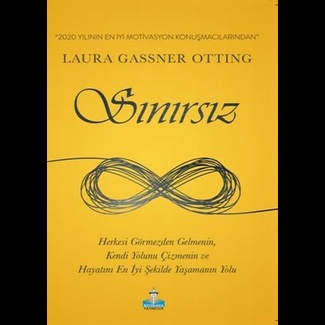 "2020 YILININ EN İYİ MOTİVASYON KONUŞMACILARINDAN"
LAURA GASSNER OTTING
Sınırsız
Herkesi Görmezden Gelmenin,
Kendi Yolunu Çizmenin ve
Hayatını En İyi Şekilde Yaşamanın Yolu